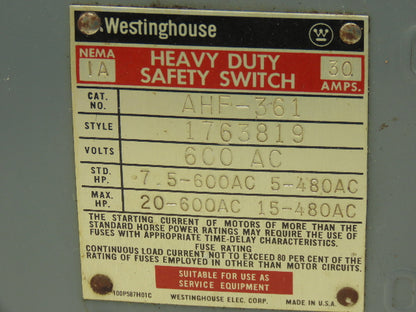 Westinghouse W
NEMA 1A HEAVY DUTY SAFETY SWITCH 30 AMPS.
CAT. NO. AHF-361
STYLE 1763819
VOLTS 600 AC
STD. HP. 7.5-600AC 5-480AC
MAX. HP. 20-600AC 15-480AC
THE STARTING CURRENT OF MOTORS OF MORE THAN THE
STANDARD HORSE POWER RATINGS MAY REQUIRE THE USE OF
FUSES WITH APPROPRIATE TIME-DELAY CHARACTERISTICS.
FUSE RATING
CONTINUOUS LOAD CURRENT NOT TO EXCEED 80 PER CENT OF THE
RATING OF FUSES EMPLOYED IN OTHER THAN MOTOR CIRCUITS.
SUITABLE FOR USE AS
SERVICE EQUIPMENT
100P587H01C WESTINGHOUSE ELEC. CORP. MADE IN U.S.A.